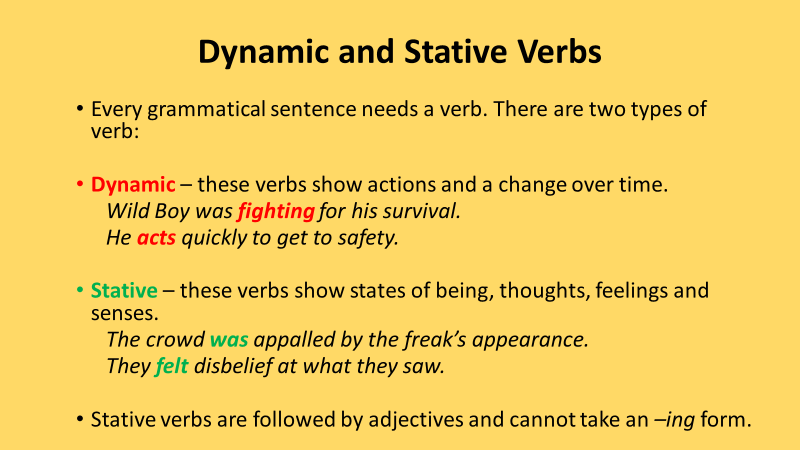 Dynamic and Stative Verbs
• Every grammatical sentence needs a verb. There are two types of
verb:
• Dynamic – these verbs show actions and a change over time.
Wild Boy was fighting for his survival.
He acts quickly to get to safety.
• Stative – these verbs show states of being, thoughts, feelings and
senses.
The crowd was appalled by the freak’s appearance.
They felt disbelief at what they saw.
• Stative verbs are followed by adjectives and cannot take an –ing form.